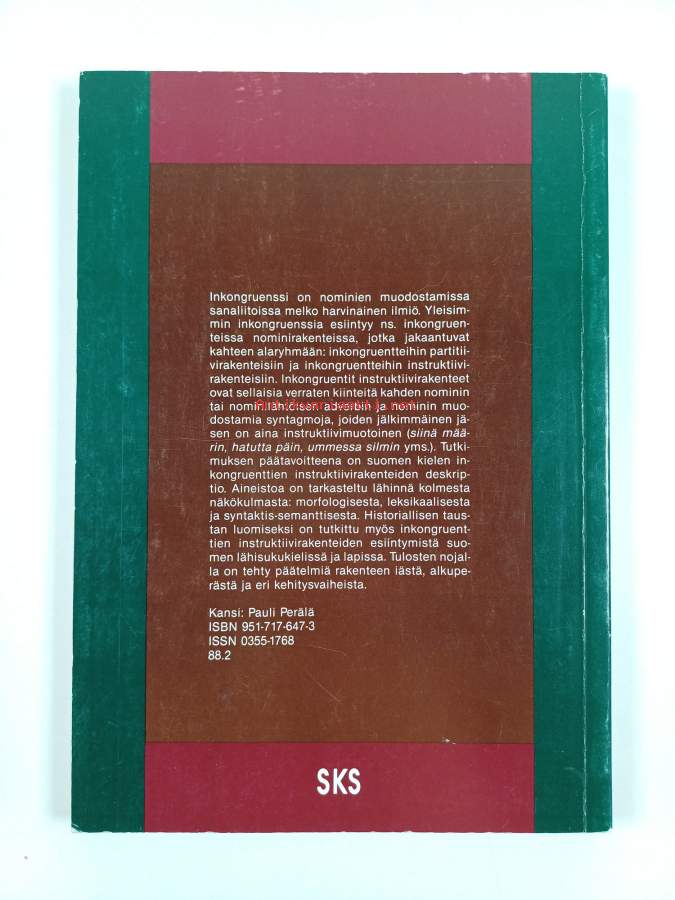 Inkongruenssi on nominien muodostamissa
sanaliitoissa melko harvinainen ilmiö. Yleisim-
min inkongruenssia esiintyy ns. inkongruen-
teissa nominirakenteissa, jotka jakaantuvat
kahteen alaryhmään: inkongruentteihin partitii-
virakenteisiin ja inkongruentteihin instruktiivi-
rakenteisiin. Inkongruentit instruktiivirakenteet
ovat sellaisia verraten kiinteitä kahden nominin
tai nominilähtöisen adverbin ja nominin muo-
dostamia syntagmoja, joiden jälkimmäinen jä-
sen on aina instruktiivimuotoinen (siinä mää-
rin, hatutta päin, ummessa silmin yms.). Tutki-
muksen päätavoitteena on suomen kielen in-
kongruenttien instruktiivirakenteiden deskrip-
tio. Aineistoa on tarkasteltu lähinnä kolmesta
näkökulmasta: morfologisesta, leksikaalisesta
ja syntaktis-semanttisesta. Historiallisen taus-
tan luomiseksi on tutkittu myös inkongruent-
tien instruktiivirakenteiden esiintymistä suo-
men lähisukukielissä ja lapissa. Tulosten nojal-
la on tehty päätelmiä rakenteen iästä, alkupe-
rästä ja eri kehitysvaiheista.
Kansi: Pauli Perälä
ISBN 951-717-647-3
ISSN 0355-1768
88.2
SKS